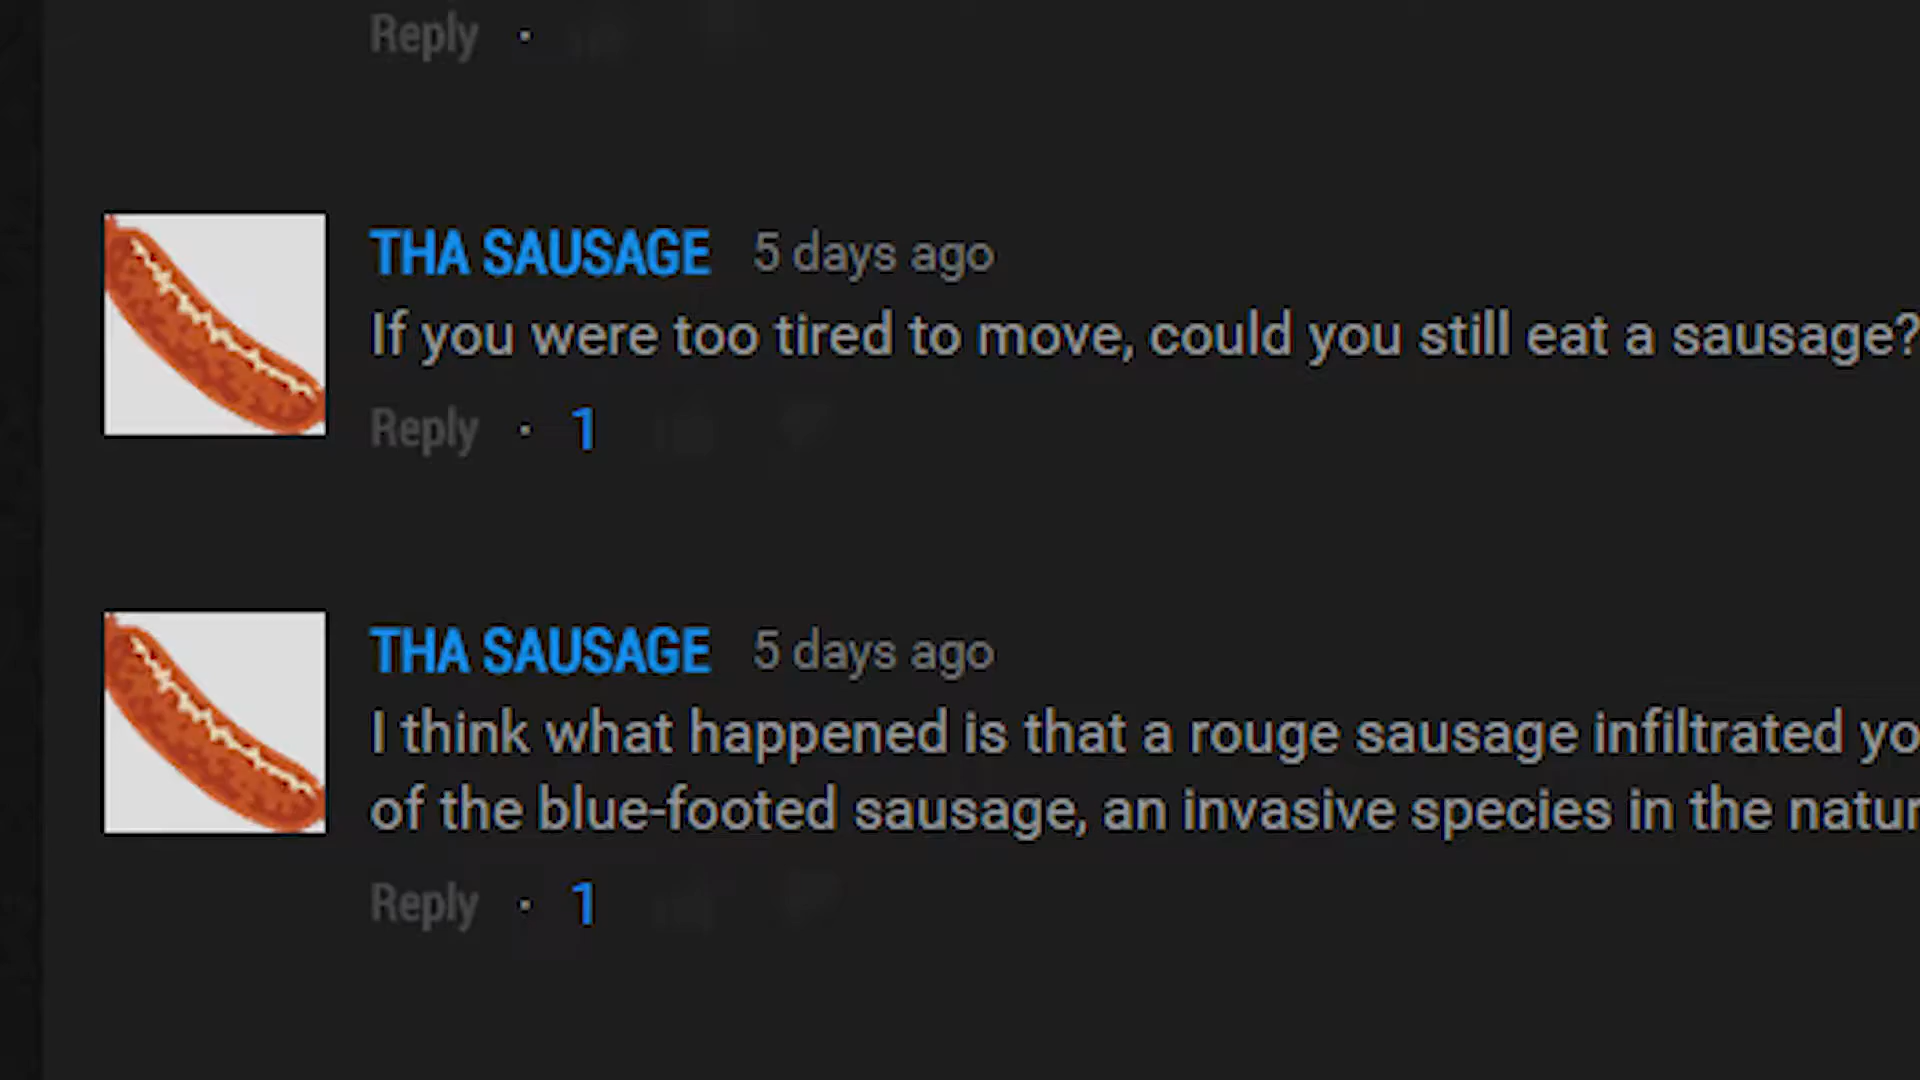 Reply •
THA SAUSAGE 5 days ago
If you were too tired to move, could you still eat a sausage?
Reply • 1
THA SAUSAGE 5 days ago
I think what happened is that a rouge sausage infiltrated yo
of the blue-footed sausage, an invasive species in the natur
Reply • 1